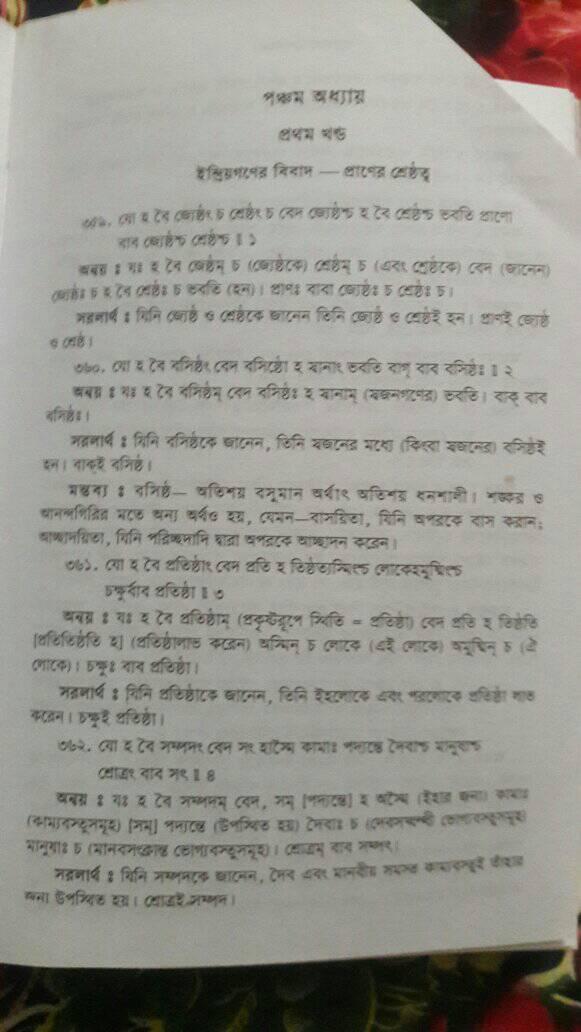 পঞ্চম অধ্যায়
প্রথম খণ্ড
ইন্দ্রিয়গণের বিবাদ — প্রাণের শ্রেষ্ঠত্ব
৩৫৯. যো হ বৈ জ্যেষ্ঠং চ শ্রেষ্ঠং চ বেদ জ্যেষ্ঠশ্চ হ বৈ শ্রেষ্ঠশ্চ ভবতি প্রাণো
বাব জ্যেষ্ঠশ্চ শ্রেষ্ঠশ্চ ॥ ১
অন্বয় ঃ যঃ হ বৈ জ্যেষ্ঠম্ চ (জ্যেষ্ঠকে) শ্রেষ্ঠম্ চ (এবং শ্রেষ্ঠকে) বেদ (জানেন)
জ্যেষ্ঠঃ চ হ বৈ শ্রেষ্ঠঃ চ ভবতি (হন)। প্রাণঃ বাবা জ্যেষ্ঠঃ চ শ্রেষ্ঠঃ চ।
সরলার্থ ঃ যিনি জ্যেষ্ঠ ও শ্রেষ্ঠকে জানেন তিনি জ্যেষ্ঠ ও শ্রেষ্ঠই হন। প্রাণই জ্যেষ্ঠ
ও শ্রেষ্ঠ।
৩৬০. যো হ বৈ বসিষ্ঠং বেদ বসিষ্ঠো হ স্বানাং ভবতি বাগ্ বাব বসিষ্ঠঃ ॥ ২
অন্বয় ঃ যঃ হ বৈ বসিষ্ঠম্ বেদ বসিষ্ঠঃ হ স্বানাম্ (স্বজনগণের) ভবতি। বাক্ বাব
বসিষ্ঠঃ।
সরলার্থ ঃ যিনি বসিষ্ঠকে জানেন, তিনি স্বজনের মধ্যে (কিংবা স্বজনের) বসিষ্ঠই
হন। বাক্‌ই বসিষ্ঠ।
মন্তব্য ঃ বসিষ্ঠ— অতিশয় বসুমান অর্থাৎ অতিশয় ধনশালী। শঙ্কর ও
আনন্দগিরির মতে অন্য অর্থও হয়, যেমন—বাসয়িতা, যিনি অপরকে বাস করান;
আচ্ছাদয়িতা, যিনি পরিচ্ছদাদি দ্বারা অপরকে আচ্ছাদন করেন।
৩৬১. যো হ বৈ প্রতিষ্ঠাং বেদ প্রতি হ তিষ্ঠত্যস্মিংশ্চ লোকেঽমুষ্মিংশ্চ
চক্ষুর্বাব প্রতিষ্ঠা ॥ ৩
অন্বয় ঃ যঃ হ বৈ প্রতিষ্ঠাম্ (প্রকৃষ্টরূপে স্থিতি = প্রতিষ্ঠা) বেদ প্রতি হ তিষ্ঠতি
[প্রতিতিষ্ঠতি হ] (প্রতিষ্ঠালাভ করেন) অস্মিন্ চ লোকে (এই লোকে) অমুষ্মিন্ চ (ঐ
লোকে)। চক্ষুঃ বাব প্রতিষ্ঠা।
সরলার্থ ঃ যিনি প্রতিষ্ঠাকে জানেন, তিনি ইহলোকে এবং পরলোকে প্রতিষ্ঠা লাভ
করেন। চক্ষুই প্রতিষ্ঠা।
৩৬২. যো হ বৈ সম্পদং বেদ সং হাস্মৈ কামাঃ পদ্যন্তে দৈবাশ্চ মানুষাশ্চ
শ্রোত্রং বাব সং ॥ ৪
অন্বয় ঃ যঃ হ বৈ সম্পদম্ বেদ, সম্ [পদ্যন্তে] হ অস্মৈ (ইহার জন্য) কামাঃ
(কাম্যবস্তুসমূহ) [সম্] পদ্যন্তে (উপস্থিত হয়) দৈবাঃ চ (দেবসম্বন্ধী ভোগ্যবস্তুসমূহ)
মানুষাঃ চ (মানবসংক্রান্ত ভোগ্যবস্তুসমূহ)। শ্রোত্রম্ বাব সম্পৎ।
সরলার্থ ঃ যিনি সম্পদকে জানেন, দৈব এবং মানবীয় সমস্ত কাম্যবস্তুই তাঁহার
জন্য উপস্থিত হয়। শ্রোত্রই সম্পদ।